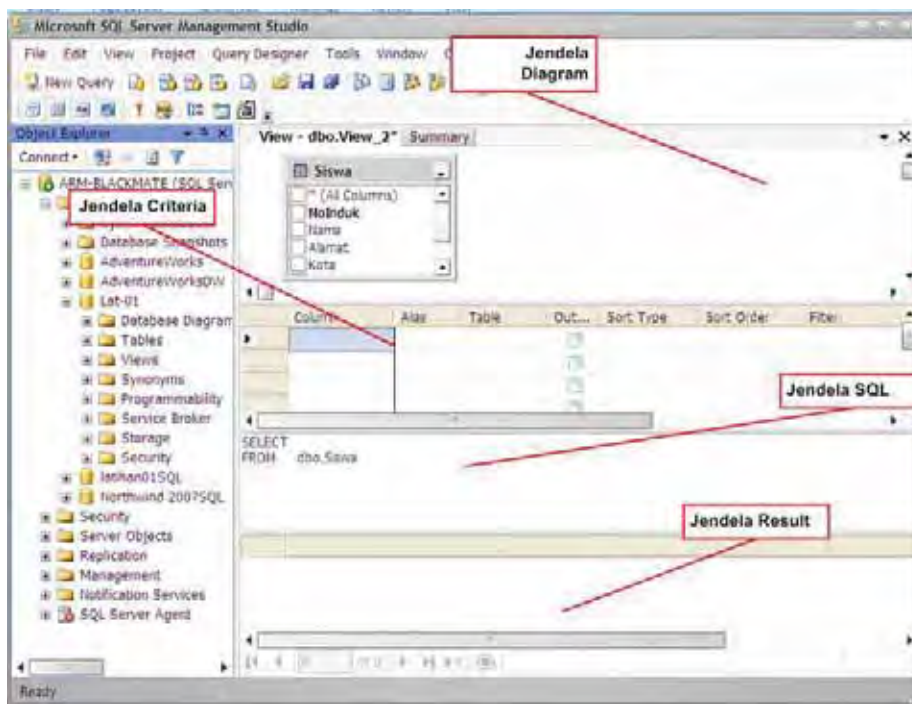 Microsoft SQL Server Management Studio
File Edit View Project Query Designer Tools Window
Jendela
Diagram
New Query
Object Explorer
View - dbo.View_2* Summary
Connect
ARM-BLACKMATE (SQL Ser
Jendela Criteria
Database Snapshots
AdventureWorks
AdventureWorksDW
Lat-01
Database Diagram
Tables
Views
Synonyms
Programmability
Service Broker
Storage
Security
latihan01SQL
Northwind 2007SQL
Security
Server Objects
Replication
Management
Notification Services
SQL Server Agent
Siswa
* (All Columns)
NoInduk
Nama
Alamat
Kota
Column Alias Table Out... Sort Type Sort Order Filter
Jendela SQL
SELECT
FROM dbo.Siswa
Jendela Result
Ready